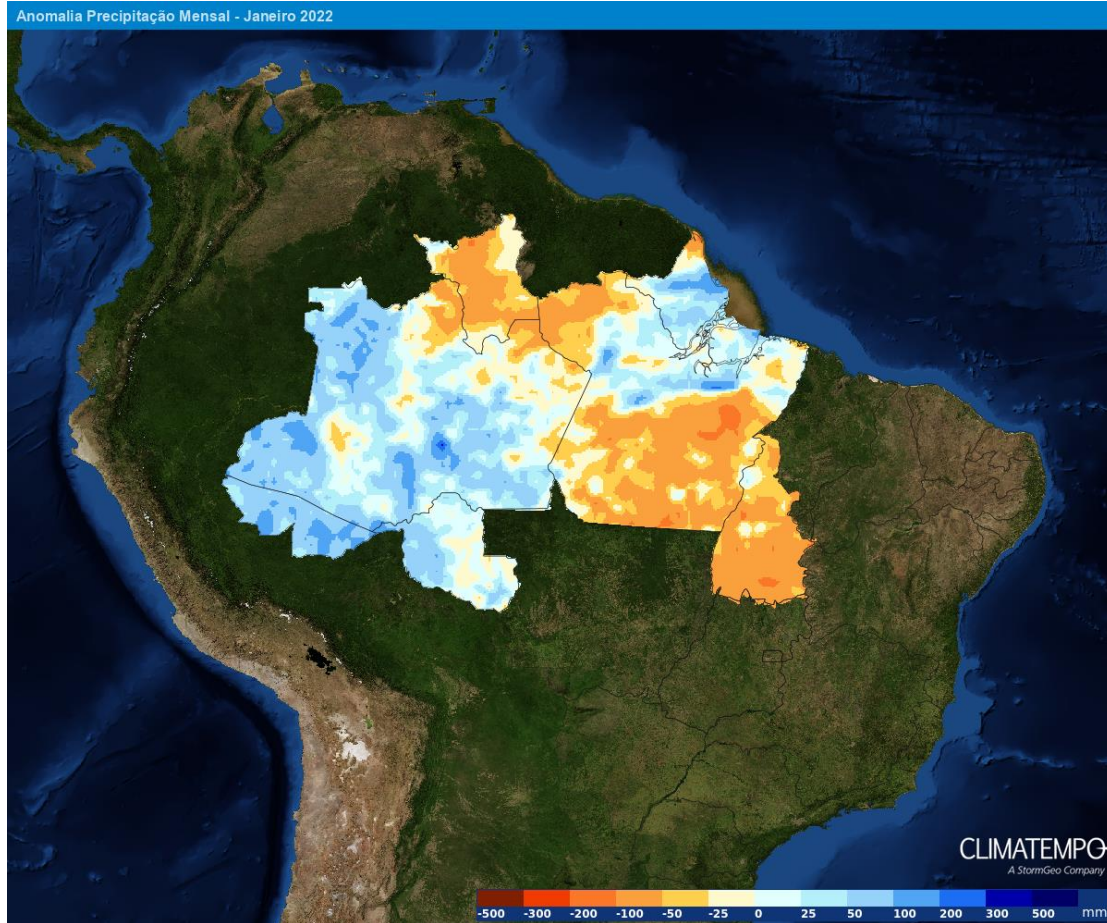 Anomalia Precipitação Mensal - Janeiro 2022
CLIMATEMPO
A StormGeo Company
-500 -300 -200 -100 -50 -25 0 25 50 100 200 300 500 mm